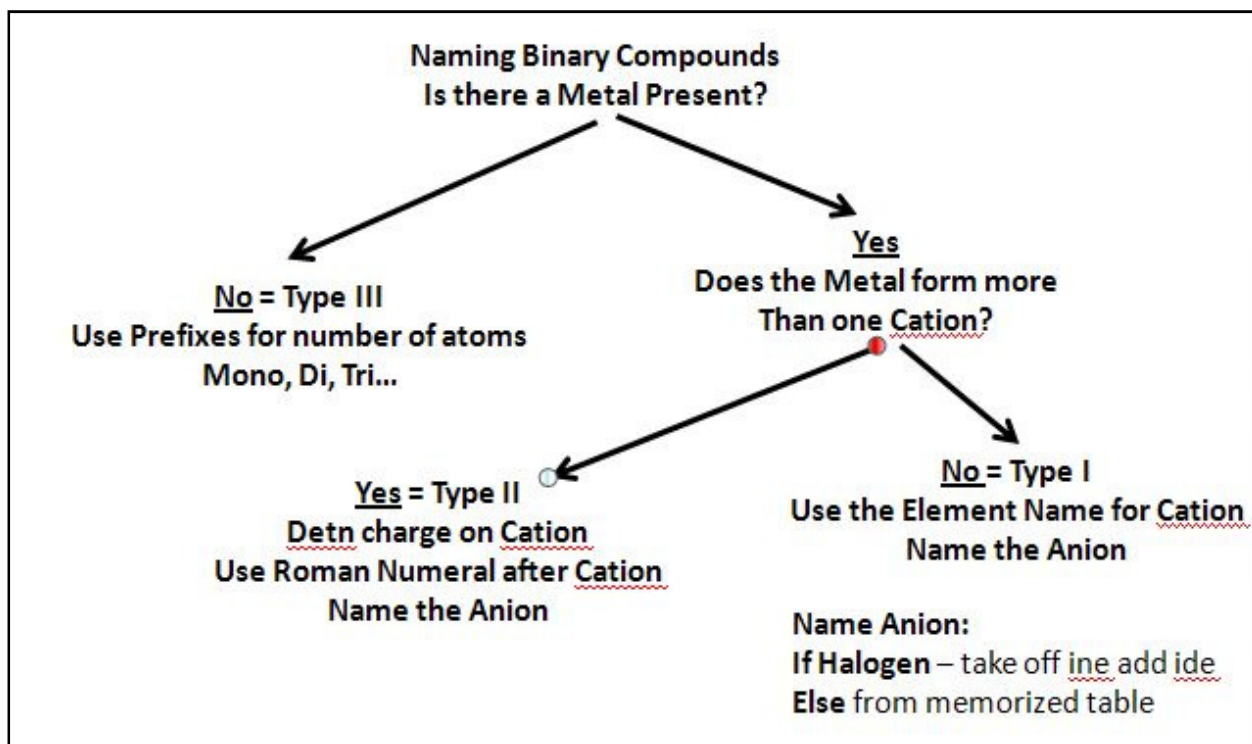 Naming Binary Compounds
Is there a Metal Present?
Yes
Does the Metal form more
Than one Cation?
No = Type III
Use Prefixes for number of atoms
Mono, Di, Tri...
Yes = Type II
Detn charge on Cation
Use Roman Numeral after Cation
Name the Anion
No = Type I
Use the Element Name for Cation
Name the Anion
Name Anion:
If Halogen – take off ine add ide
Else from memorized table